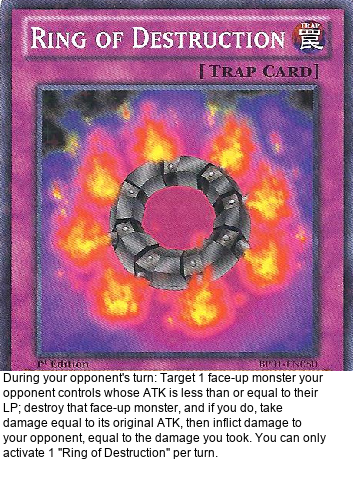 RING OF DESTRUCTION
TRAP
罠
[ TRAP CARD ]
1st Edition
During your opponent's turn: Target 1 face-up monster your
opponent controls whose ATK is less than or equal to their
LP; destroy that face-up monster, and if you do, take
damage equal to its original ATK, then inflict damage to
your opponent, equal to the damage you took. You can only
activate 1 "Ring of Destruction" per turn.